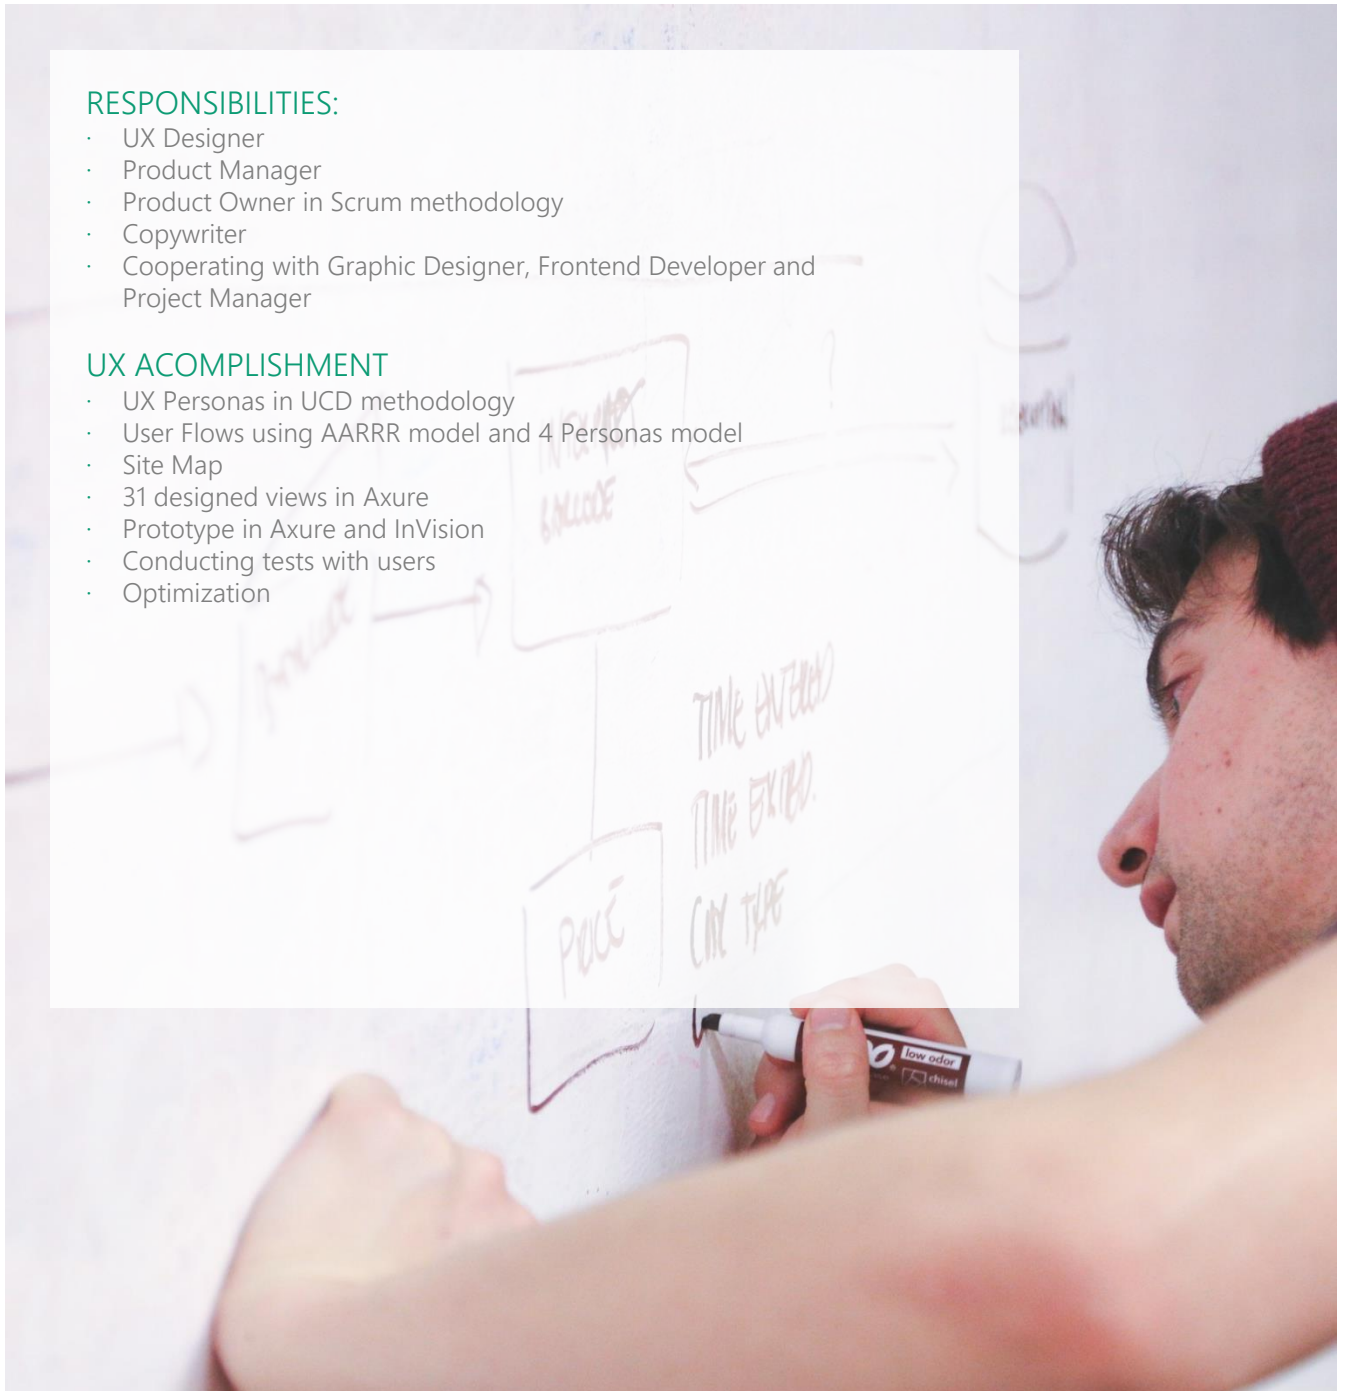 RESPONSIBILITIES:
· UX Designer
· Product Manager
· Product Owner in Scrum methodology
· Copywriter
· Cooperating with Graphic Designer, Frontend Developer and
Project Manager
UX ACOMPLISHMENT
· UX Personas in UCD methodology
· User Flows using AARRR model and 4 Personas model
· Site Map
· 31 designed views in Axure
· Prototype in Axure and InVision
· Conducting tests with users
· Optimization
TIME ENTERED
TIME EXITED.
TYPE
PRICE
low odor
chisel